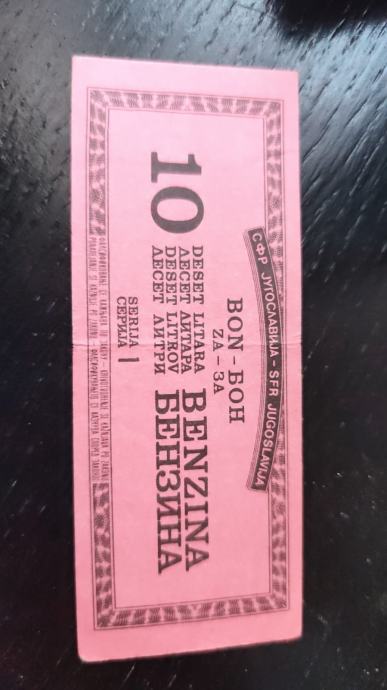 СФР ЈУГОСЛАВИЈА - SFR JUGOSLAVIJA
BON - БОН
ZA - ЗА
10
DESET LITARA
ДЕСЕТ ЛИТАРА
DESET LITROV
ДЕСЕТ ЛИТРИ
BENZINA
БЕНЗИНА
SERIJA
СЕРИЈА
1